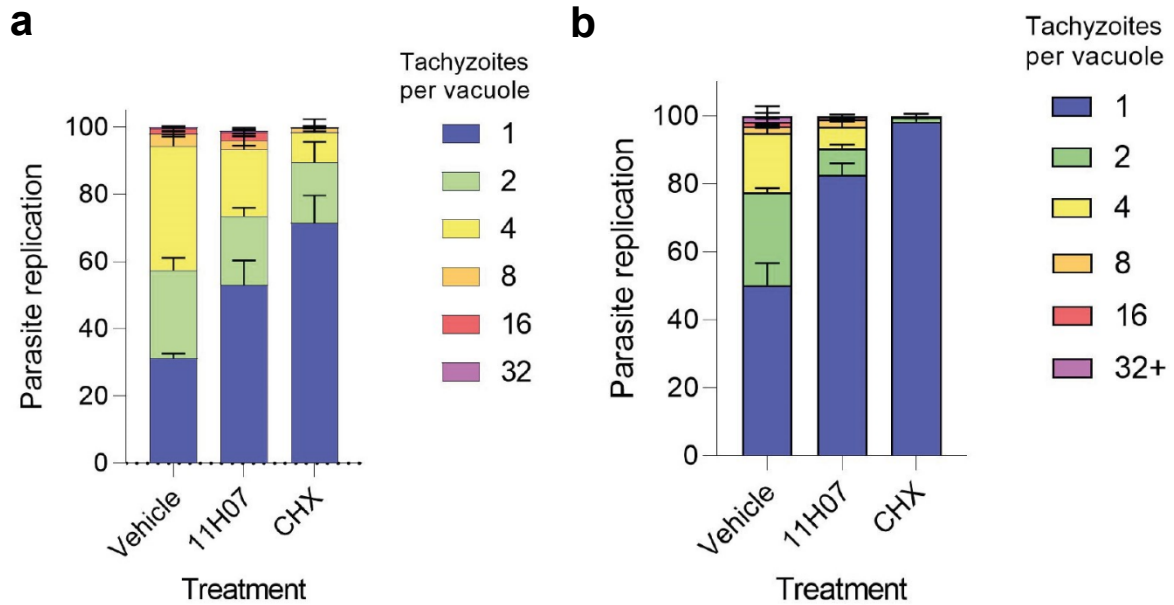 a
Parasite replication
100
80
60
40
20
0
Vehicle
11H07
CHX
Treatment
Tachyzoites
per vacuole
1
2
4
8
16
32
b
Parasite replication
100
80
60
40
20
0
Vehicle
11H07
CHX
Treatment
Tachyzoites
per vacuole
1
2
4
8
16
32+